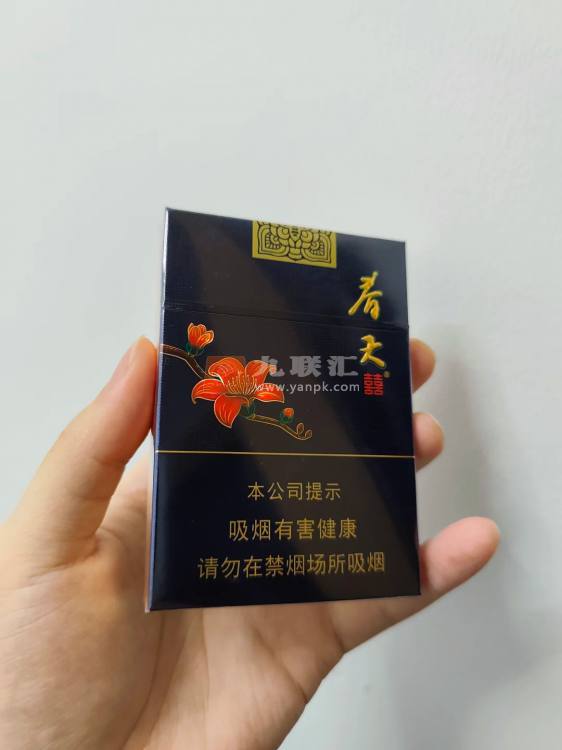 春天
囍
九联汇
www.yanpk.com
本公司提示
吸烟有害健康
请勿在禁烟场所吸烟